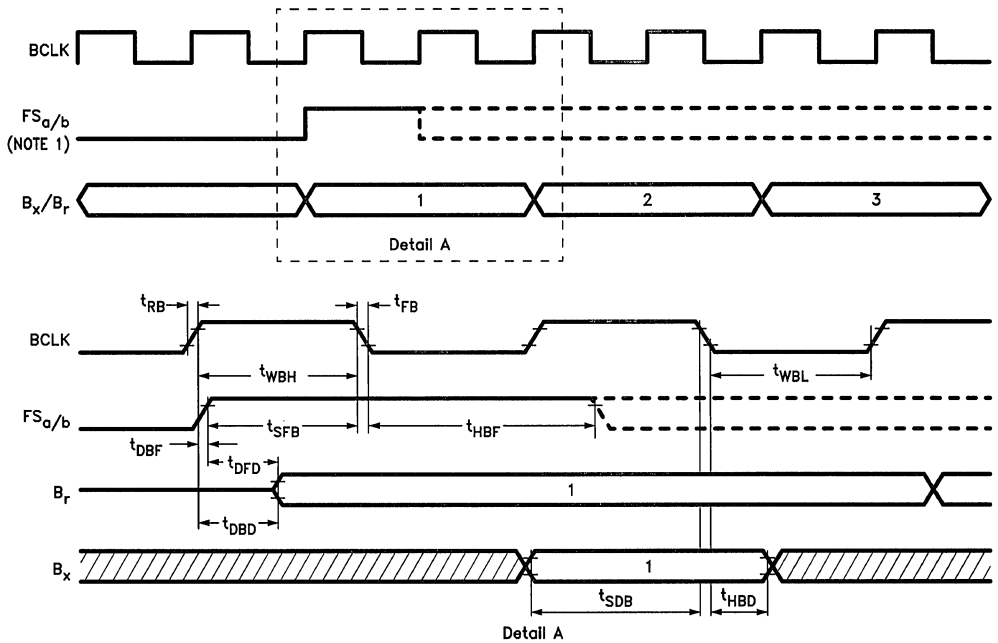 BCLK
FSa/b
(NOTE 1)
Bx/Br
1
2
3
Detail A
tRB
tFB
BCLK
tWBH
tWBL
FSa/b
tSFB
tHBF
tDBF
tDFD
Br
1
tDBD
Bx
1
tSDB
tHBD
Detail A